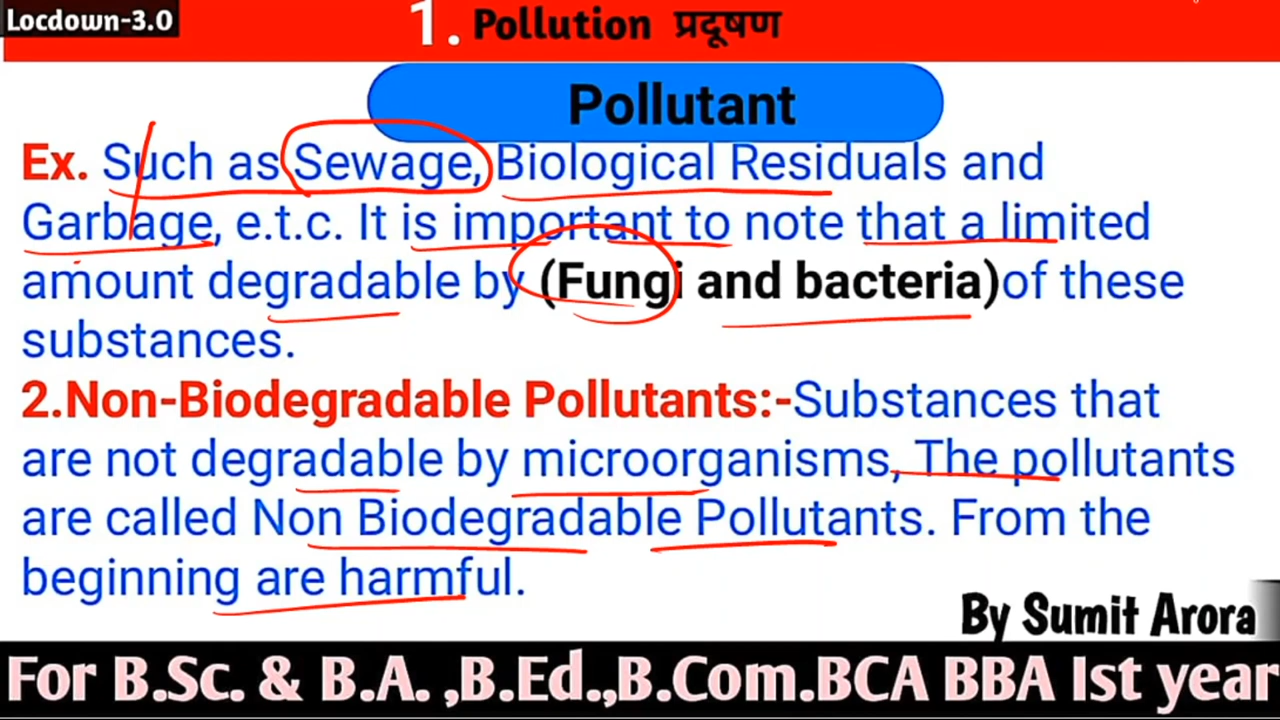 Locdown-3.0
1. Pollution प्रदूषण
Pollutant
Ex. Such as Sewage, Biological Residuals and
Garbage, e.t.c. It is important to note that a limited
amount degradable by (Fungi and bacteria)of these
substances.
2.Non-Biodegradable Pollutants:-Substances that
are not degradable by microorganisms, The pollutants
are called Non Biodegradable Pollutants. From the
beginning are harmful.
By Sumit Arora
For B.Sc. & B.A. ,B.Ed.,B.Com.BCA BBA Ist year